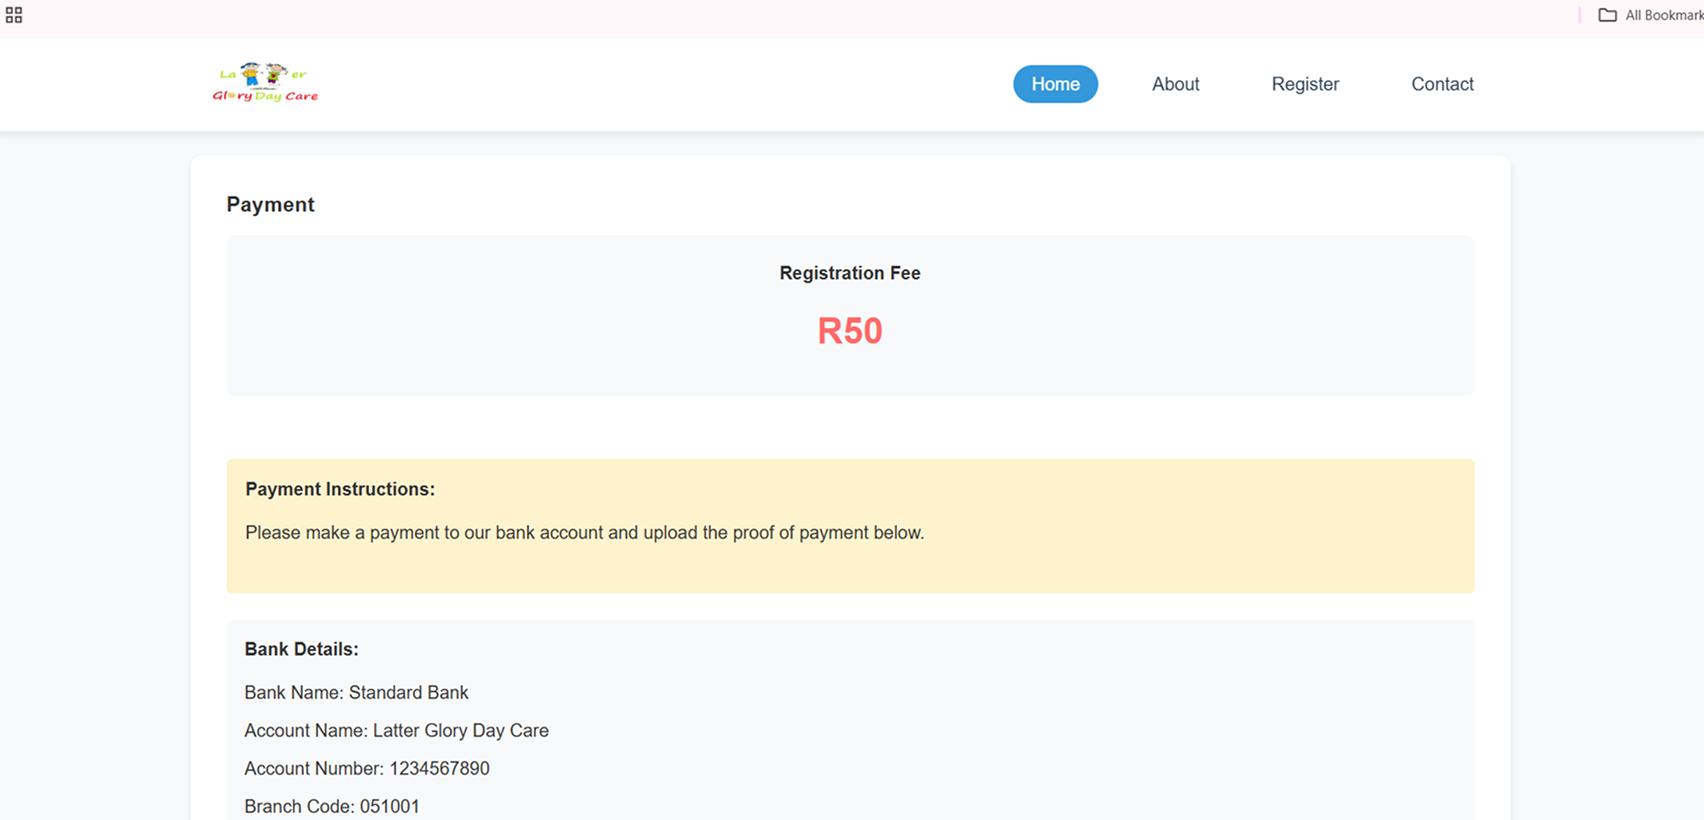 All Bookmark
La er
Glory Day Care
Home
About
Register
Contact
Payment
Registration Fee
R50
Payment Instructions:
Please make a payment to our bank account and upload the proof of payment below.
Bank Details:
Bank Name: Standard Bank
Account Name: Latter Glory Day Care
Account Number: 1234567890
Branch Code: 051001